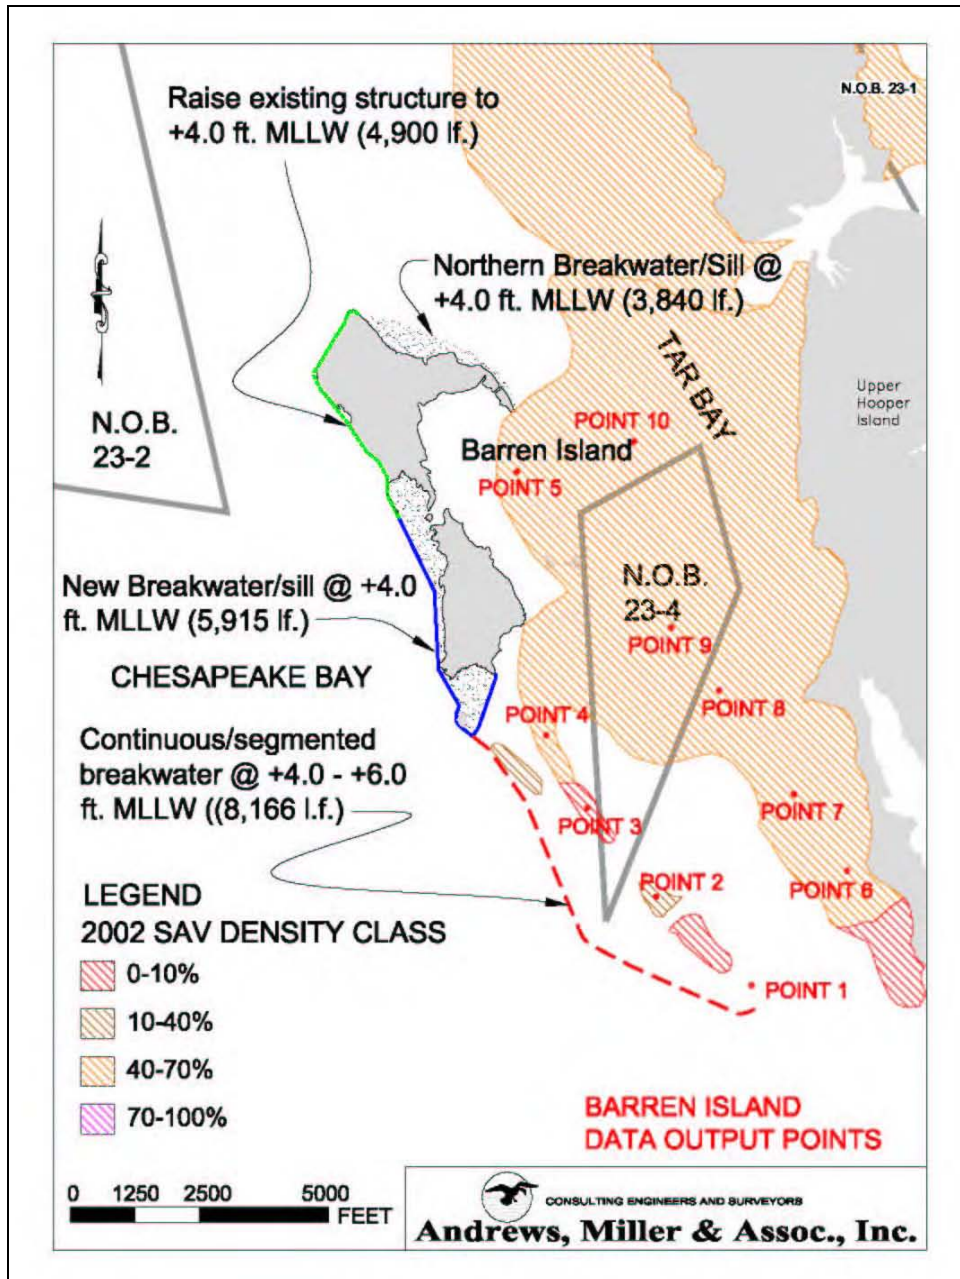 Raise existing structure to
+4.0 ft. MLLW (4,900 lf.)
N.O.B. 23-1
Northern Breakwater/Sill @
+4.0 ft. MLLW (3,840 lf.)
TAR BAY
N.O.B.
23-2
Upper
Hooper
Island
POINT 10
Barren Island
POINT 5
New Breakwater/sill @ +4.0
ft. MLLW (5,915 lf.)
N.O.B.
23-4
POINT 9
CHESAPEAKE BAY
POINT 8
POINT 4
Continuous/segmented
breakwater @ +4.0 - +6.0
ft. MLLW ((8,166 l.f.)
POINT 7
POINT 3
POINT 2
POINT 6
LEGEND
2002 SAV DENSITY CLASS
0-10%
10-40%
40-70%
70-100%
POINT 1
BARREN ISLAND
DATA OUTPUT POINTS
0 1250 2500 5000
FEET
CONSULTING ENGINEERS AND SURVEYORS
Andrews, Miller & Assoc., Inc.